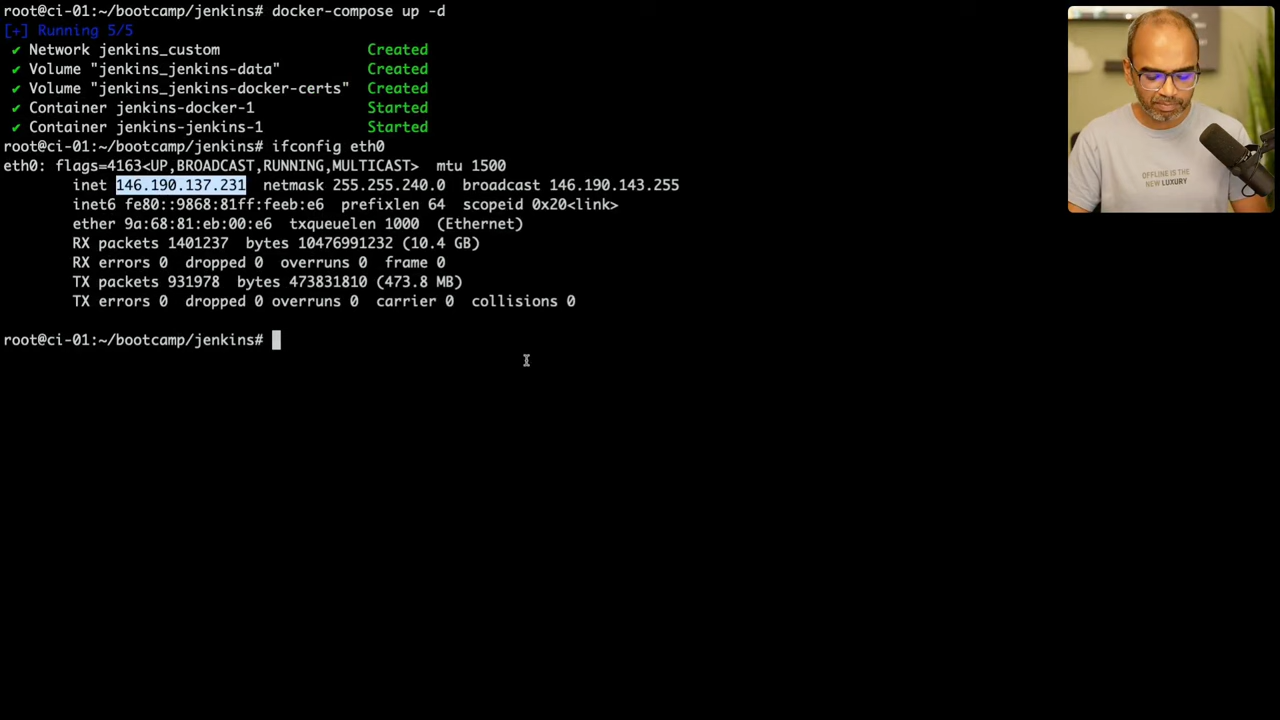 root@ci-01:~/bootcamp/jenkins# docker-compose up -d
[+] Running 5/5
✔ Network jenkins_custom Created
✔ Volume "jenkins_jenkins-data" Created
✔ Volume "jenkins_jenkins-docker-certs" Created
✔ Container jenkins-docker-1 Started
✔ Container jenkins-jenkins-1 Started
root@ci-01:~/bootcamp/jenkins# ifconfig eth0
eth0: flags=4163<UP,BROADCAST,RUNNING,MULTICAST> mtu 1500
inet 146.190.137.231 netmask 255.255.240.0 broadcast 146.190.143.255
inet6 fe80::9868:81ff:feeb:e6 prefixlen 64 scopeid 0x20<link>
ether 9a:68:81:eb:00:e6 txqueuelen 1000 (Ethernet)
RX packets 1401237 bytes 10476991232 (10.4 GB)
RX errors 0 dropped 0 overruns 0 frame 0
TX packets 931978 bytes 473831810 (473.8 MB)
TX errors 0 dropped 0 overruns 0 carrier 0 collisions 0
root@ci-01:~/bootcamp/jenkins#
OFFLINE IS THE
NEW LUXURY